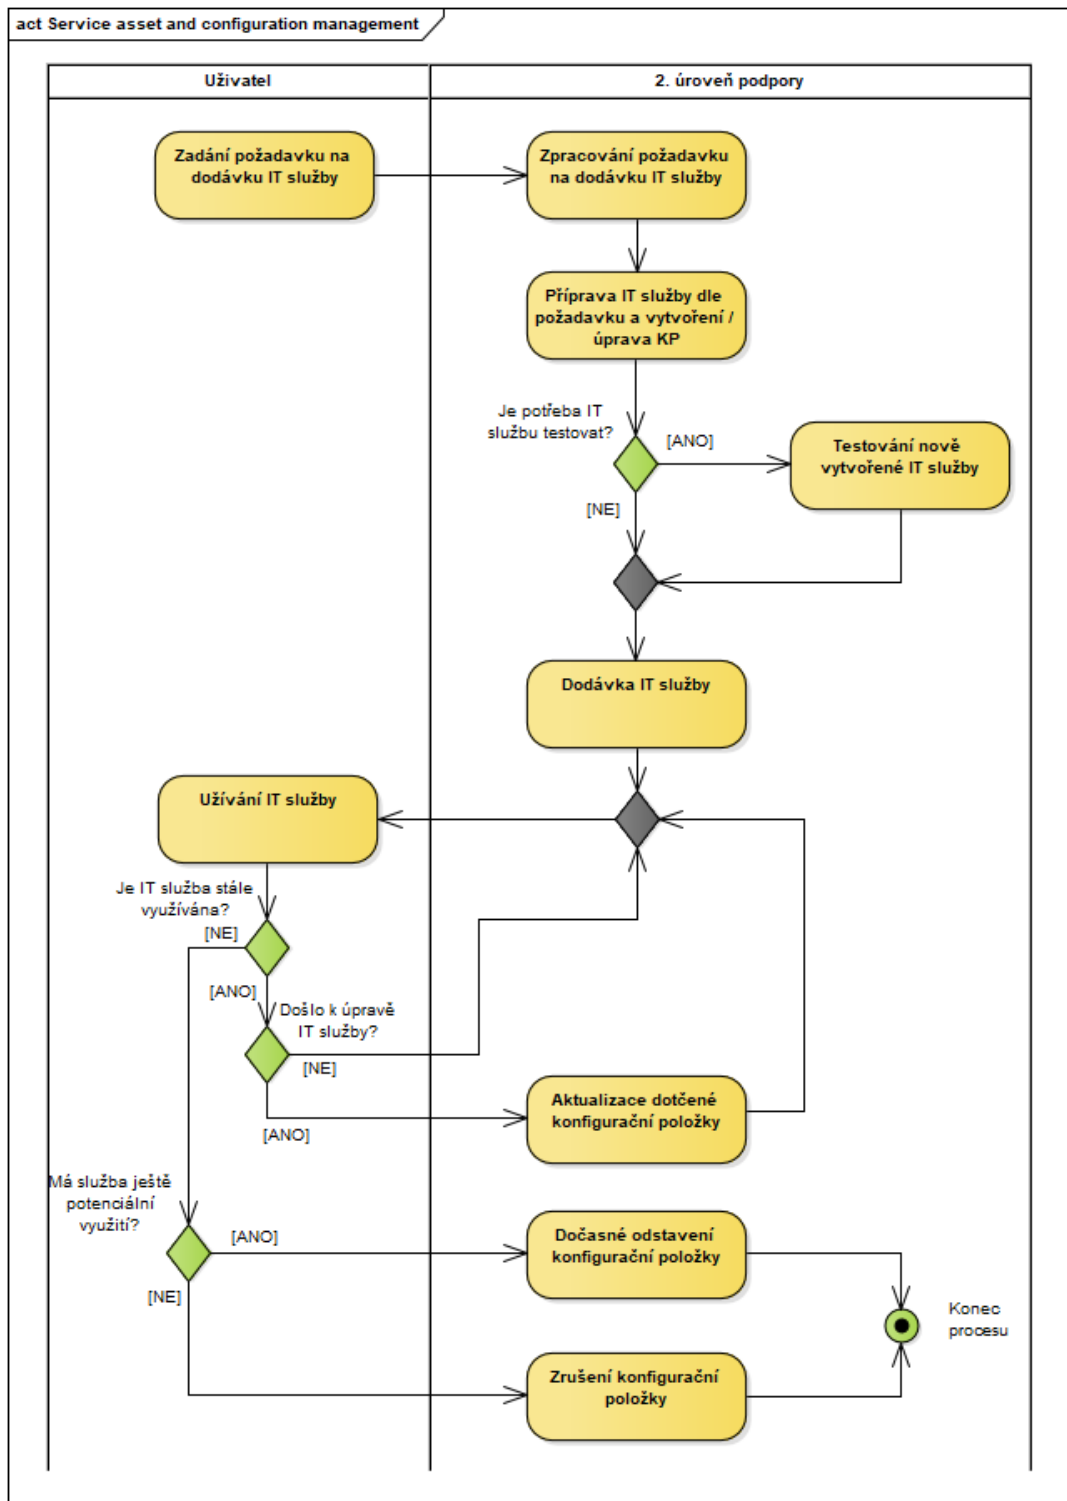 act Service asset and configuration management
Uživatel
2. úroveň podpory
Zadání požadavku na
dodávku IT služby
Zpracování požadavku
na dodávku IT služby
Příprava IT služby dle
požadavku a vytvoření /
úprava KP
Je potřeba IT
službu testovat?
[ANO]
Testování nově
vytvořené IT služby
[NE]
Dodávka IT služby
Užívání IT služby
Je IT služba stále
využívána?
[NE]
[ANO]
Došlo k úpravě
IT služby?
[NE]
[ANO]
Aktualizace dotčené
konfigurační položky
Má služba ještě
potenciální
využití?
[ANO]
Dočasné odstavení
konfigurační položky
[NE]
Konec
procesu
Zrušení konfigurační
položky